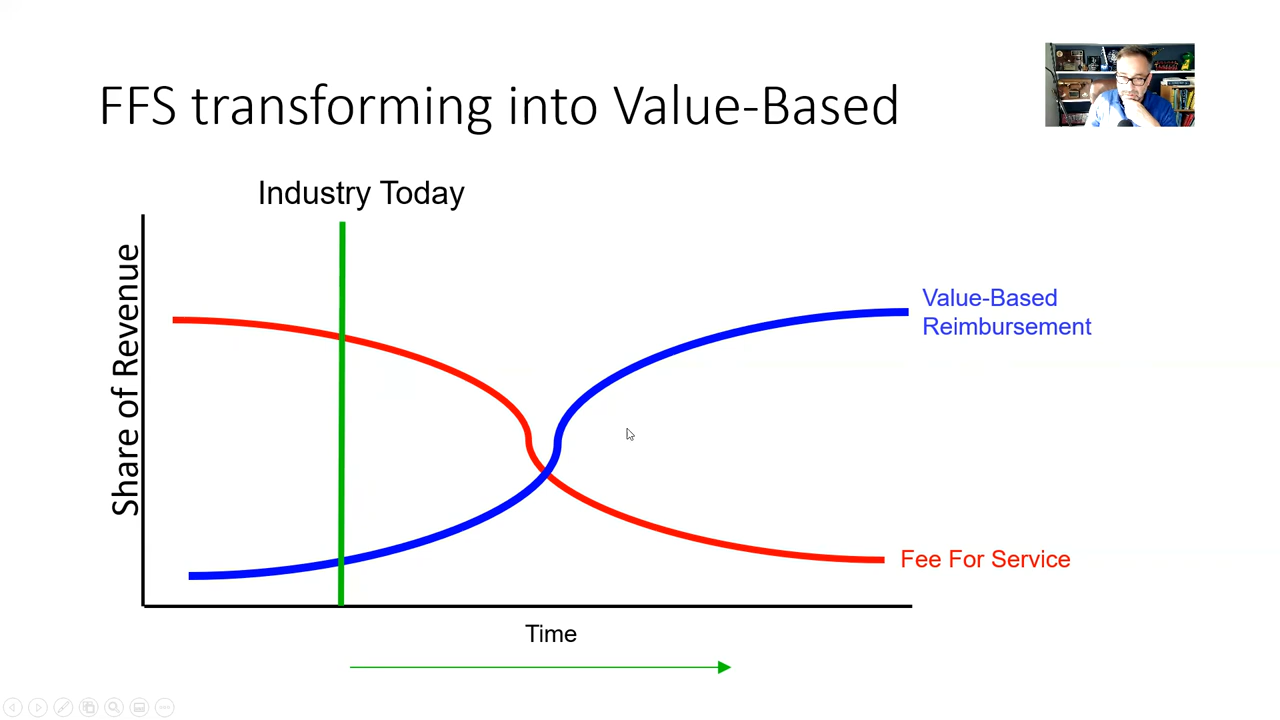 FFS transforming into Value-Based
Industry Today
Share of Revenue
Value-Based
Reimbursement
Fee For Service
Time